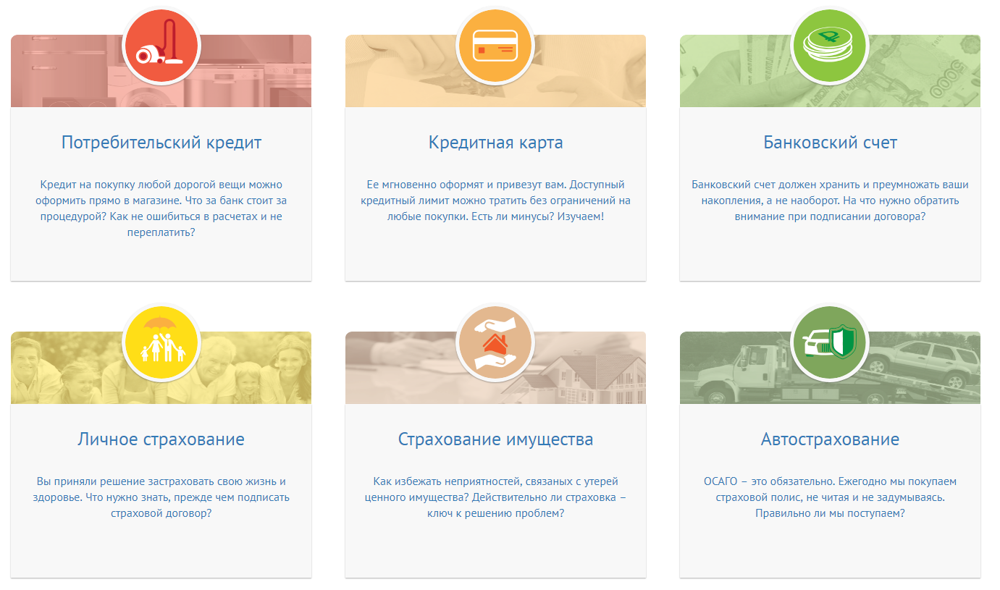 5000
Потребительский кредит
Кредит на покупку любой дорогой вещи можно
оформить прямо в магазине. Что за банк стоит за
процедурой? Как не ошибиться в расчетах и не
переплатить?
Кредитная карта
Ее мгновенно оформят и привезут вам. Доступный
кредитный лимит можно тратить без ограничений на
любые покупки. Есть ли минусы? Изучаем!
Банковский счет
Банковский счет должен хранить и преумножать ваши
накопления, а не наоборот. На что нужно обратить
внимание при подписании договора?
Личное страхование
Вы приняли решение застраховать свою жизнь и
здоровье. Что нужно знать, прежде чем подписать
страховой договор?
Страхование имущества
Как избежать неприятностей, связаных с утерей
ценного имущества? Действительно ли страховка –
ключ к решению проблем?
Автострахование
ОСАГО – это обязательно. Ежегодно мы покупаем
страховой полис, не читая и не задумываясь.
Правильно ли мы поступаем?